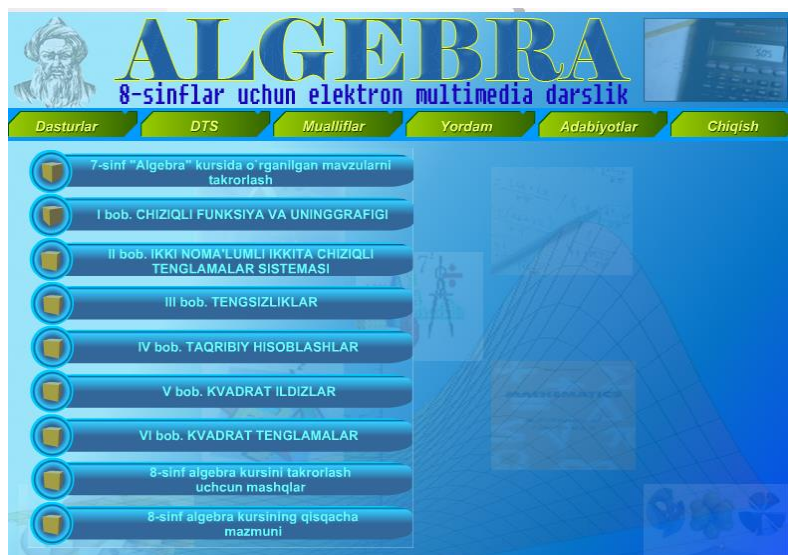 ALGEBRA
8-sinflar uchun elektron multimedia darslik
Dasturlar DTS Mualliflar Yordam Adabiyotlar Chiqish
7-sinf "Algebra" kursida o`rganilgan mavzularni
takrorlash
I bob. CHIZIQLI FUNKSIYA VA UNINGGRAFIGI
II bob. IKKI NOMA'LUMLI IKKITA CHIZIQLI
TENGLAMALAR SISTEMASI
III bob. TENGSIZLIKLAR
IV bob. TAQRIBIY HISOBLASHLAR
V bob. KVADRAT ILDIZLAR
VI bob. KVADRAT TENGLAMALAR
8-sinf algebra kursini takrorlash
uchcun mashqlar
8-sinf algebra kursining qisqacha
mazmuni
MATHEMATICS
505